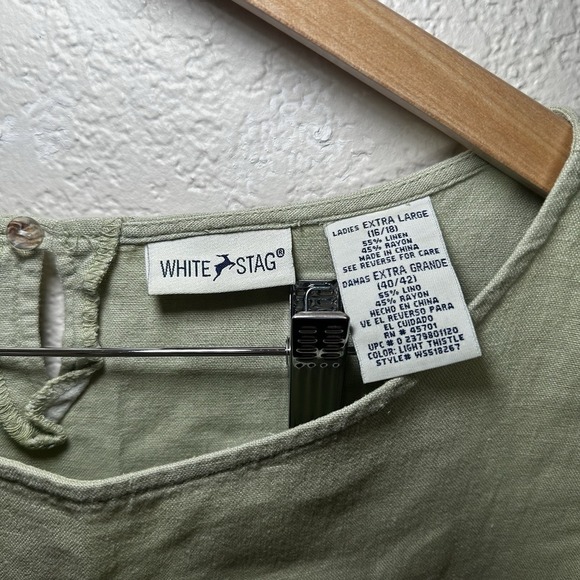 WHITE STAG®
LADIES EXTRA LARGE
(16/18)
55% LINEN
45% RAYON
MADE IN CHINA
SEE REVERSE FOR CARE
DAMAS EXTRA GRANDE
(40/42)
55% LINO
45% RAYON
HECHO EN CHINA
VE EL REVERSO PARA
EL CUIDADO
RN # 45701
UPC # 0 2379801120
COLOR: LIGHT THISTLE
STYLE# WS518267